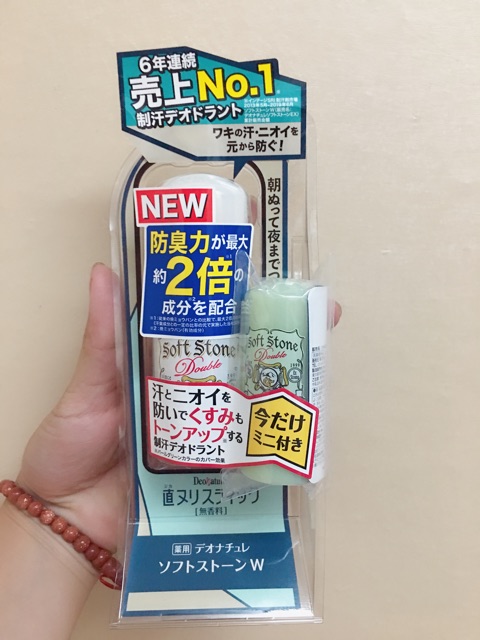 6年連続
売上No.1
制汗デオドラント
ワキの汗・ニオイを
元から防ぐ!
朝ぬって夜まで
NEW
防臭力が最大
約2倍の
成分を配合
Soft Stone
Double
Soft Stone
Double
汗とニオイを
防いでくすみも
トーンアップする
制汗デオドラント
今だけ
ミニ付き
Deonatulle
直ヌリスティック
[無香料]
薬用 デオナチュレ
ソフトストーンW